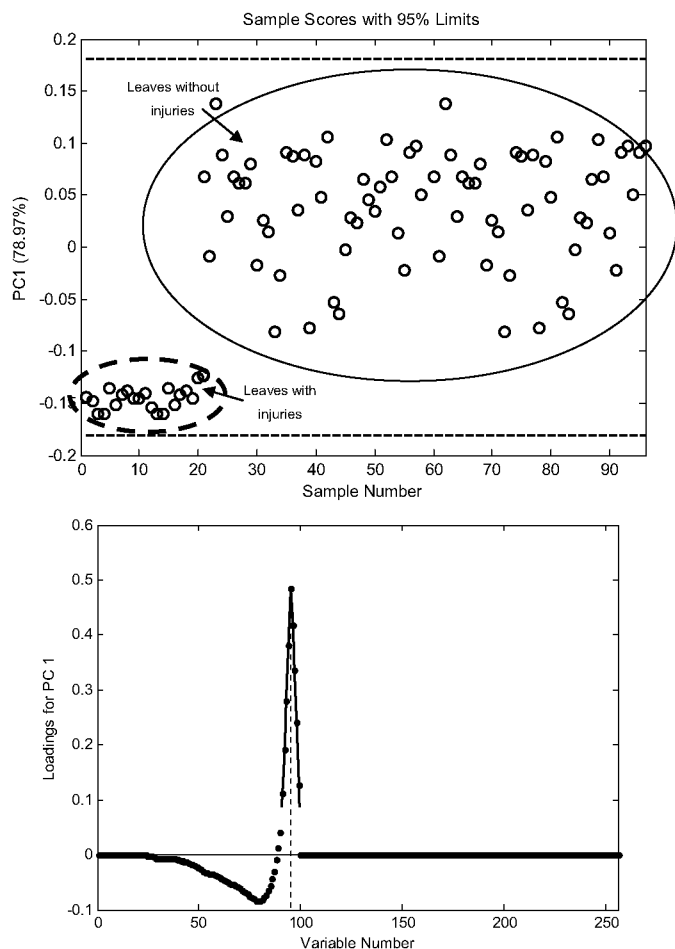 Sample Scores with 95% Limits
0.2
0.15
0.1
0.05
0
-0.05
-0.1
-0.15
-0.2
PC1 (78.97%)
Leaves without
injuries
Leaves with
injuries
0 10 20 30 40 50 60 70 80 90
Sample Number
0.6
0.5
0.4
0.3
0.2
0.1
0
-0.1
Loadings for PC 1
0 50 100 150 200 250
Variable Number